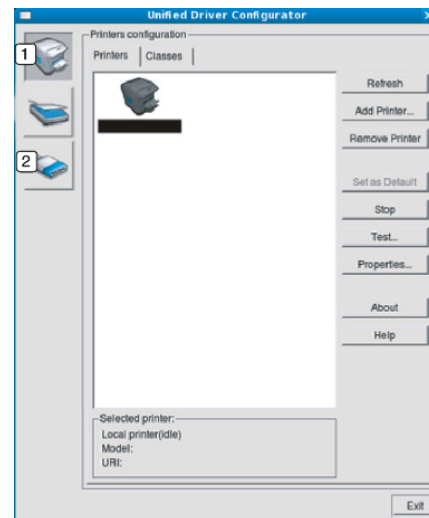 Unified Driver Configurator
Printers configuration
Printers
Classes
1
2
Refresh
Add Printer...
Remove Printer
Set as Default
Stop
Test...
Properties...
About
Help
Selected printer:
Local printer(idle)
Model:
URI:
Exit